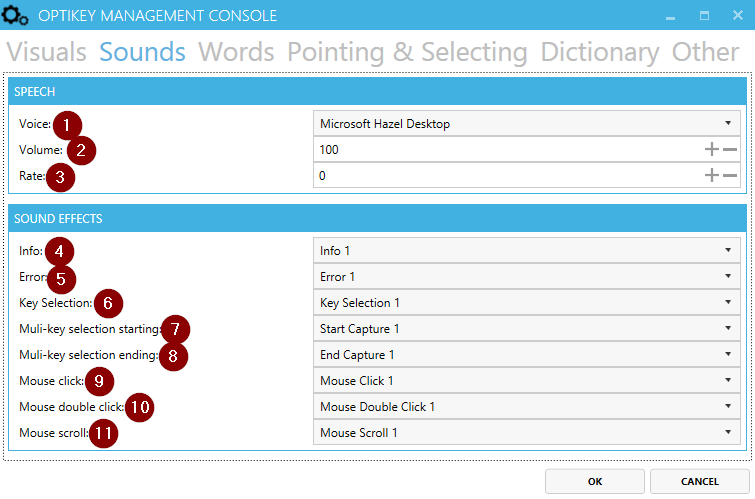 OPTIKEY MANAGEMENT CONSOLE
Visuals Sounds Words Pointing & Selecting Dictionary Other
SPEECH
Voice: 1 Microsoft Hazel Desktop
Volume: 2 100
Rate: 3 0
SOUND EFFECTS
Info: 4 Info 1
Error: 5 Error 1
Key Selection: 6 Key Selection 1
Muli-key selection starting: 7 Start Capture 1
Muli-key selection ending: 8 End Capture 1
Mouse click: 9 Mouse Click 1
Mouse double click: 10 Mouse Double Click 1
Mouse scroll: 11 Mouse Scroll 1
OK CANCEL